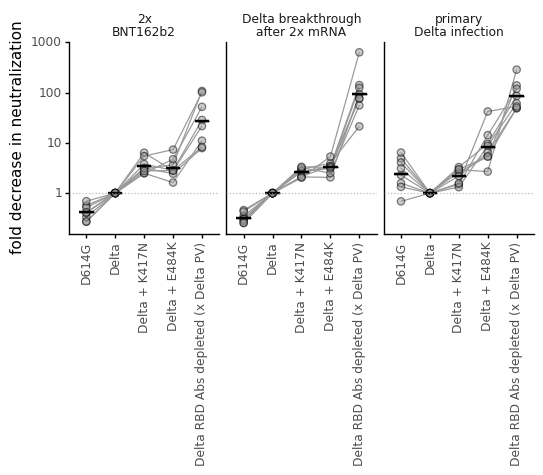 2x
BNT162b2
Delta breakthrough
after 2x mRNA
primary
Delta infection
fold decrease in neutralization
1000
100
10
1
D614G
Delta
Delta + K417N
Delta + E484K
Delta RBD Abs depleted (x Delta PV)
D614G
Delta
Delta + K417N
Delta + E484K
Delta RBD Abs depleted (x Delta PV)
D614G
Delta
Delta + K417N
Delta + E484K
Delta RBD Abs depleted (x Delta PV)